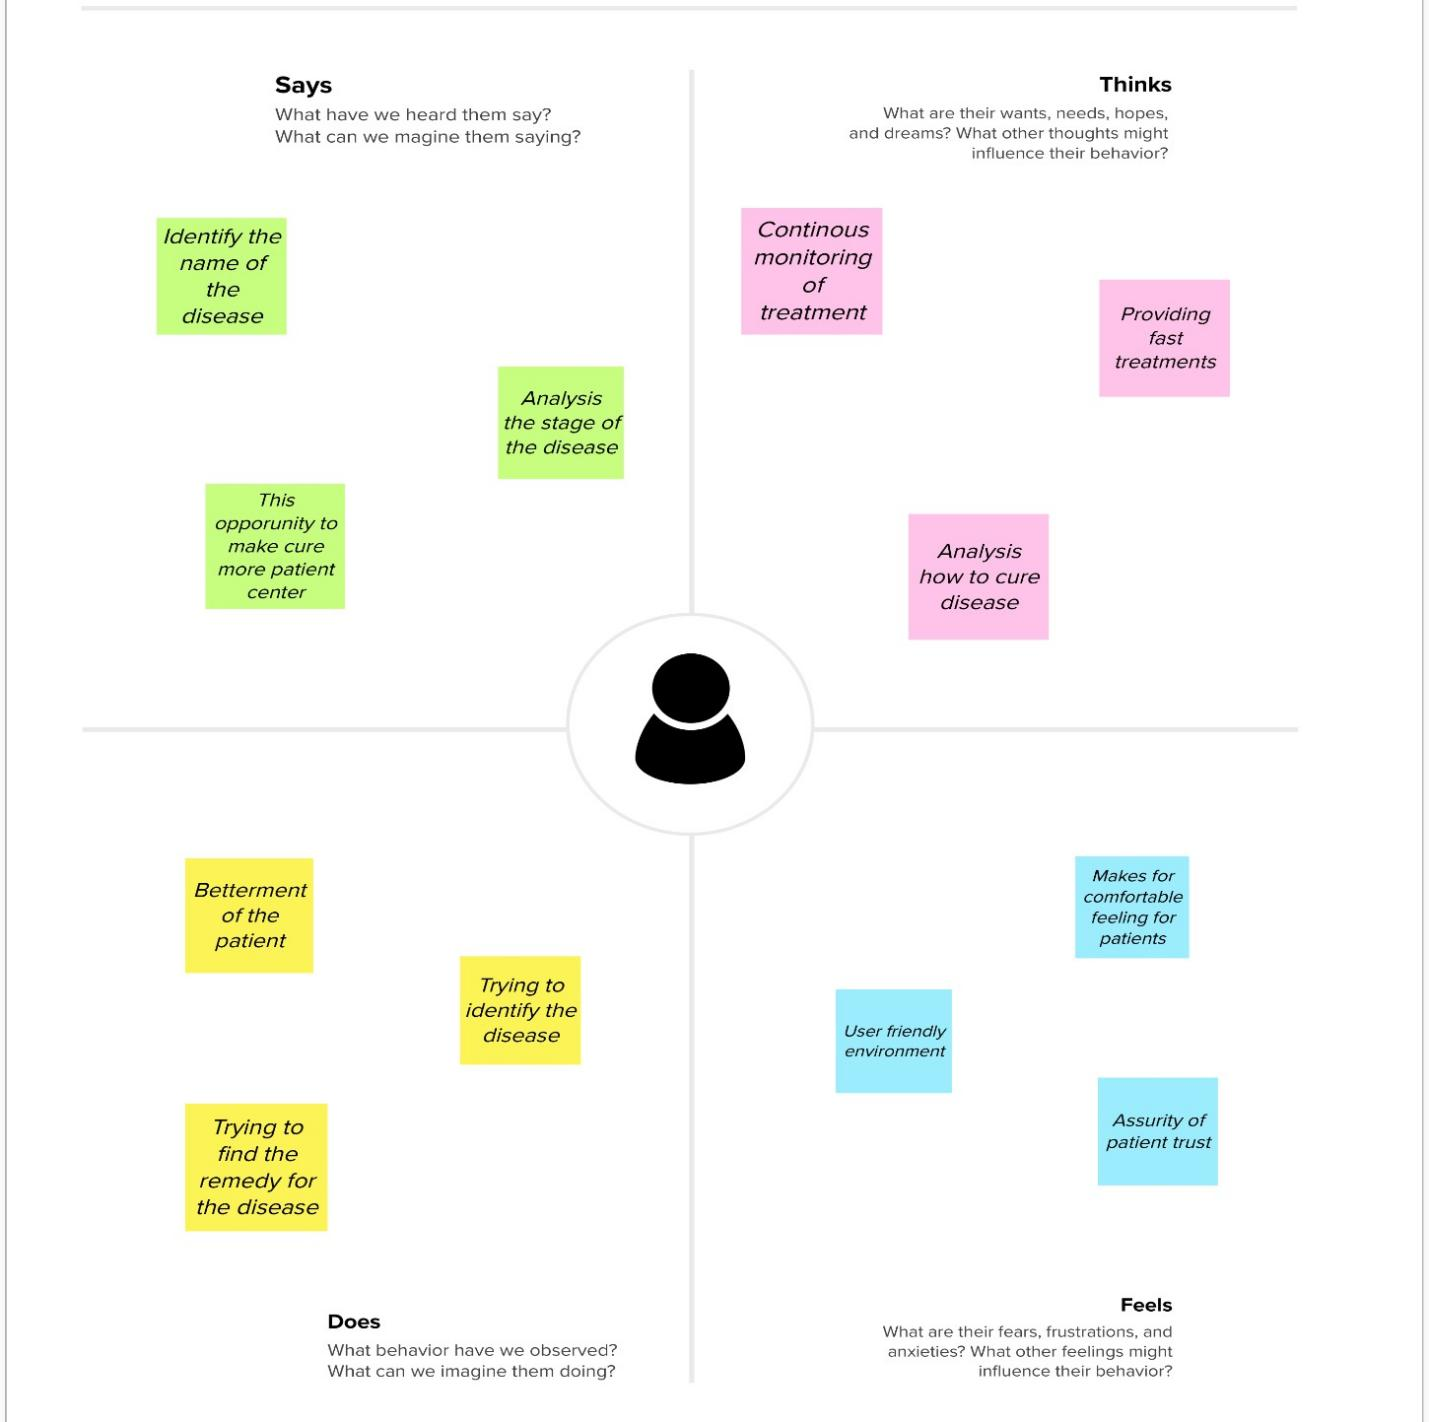 Says
What have we heard them say?
What can we magine them saying?
Identify the
name of
the
disease
Analysis
the stage of
the disease
This
opporunity to
make cure
more patient
center
Thinks
What are their wants, needs, hopes,
and dreams? What other thoughts might
influence their behavior?
Continous
monitoring
of
treatment
Providing
fast
treatments
Analysis
how to cure
disease
Betterment
of the
patient
Trying to
identify the
disease
Trying to
find the
remedy for
the disease
Does
What behavior have we observed?
What can we imagine them doing?
Makes for
comfortable
feeling for
patients
User friendly
environment
Assurity of
patient trust
Feels
What are their fears, frustrations, and
anxieties? What other feelings might
influence their behavior?